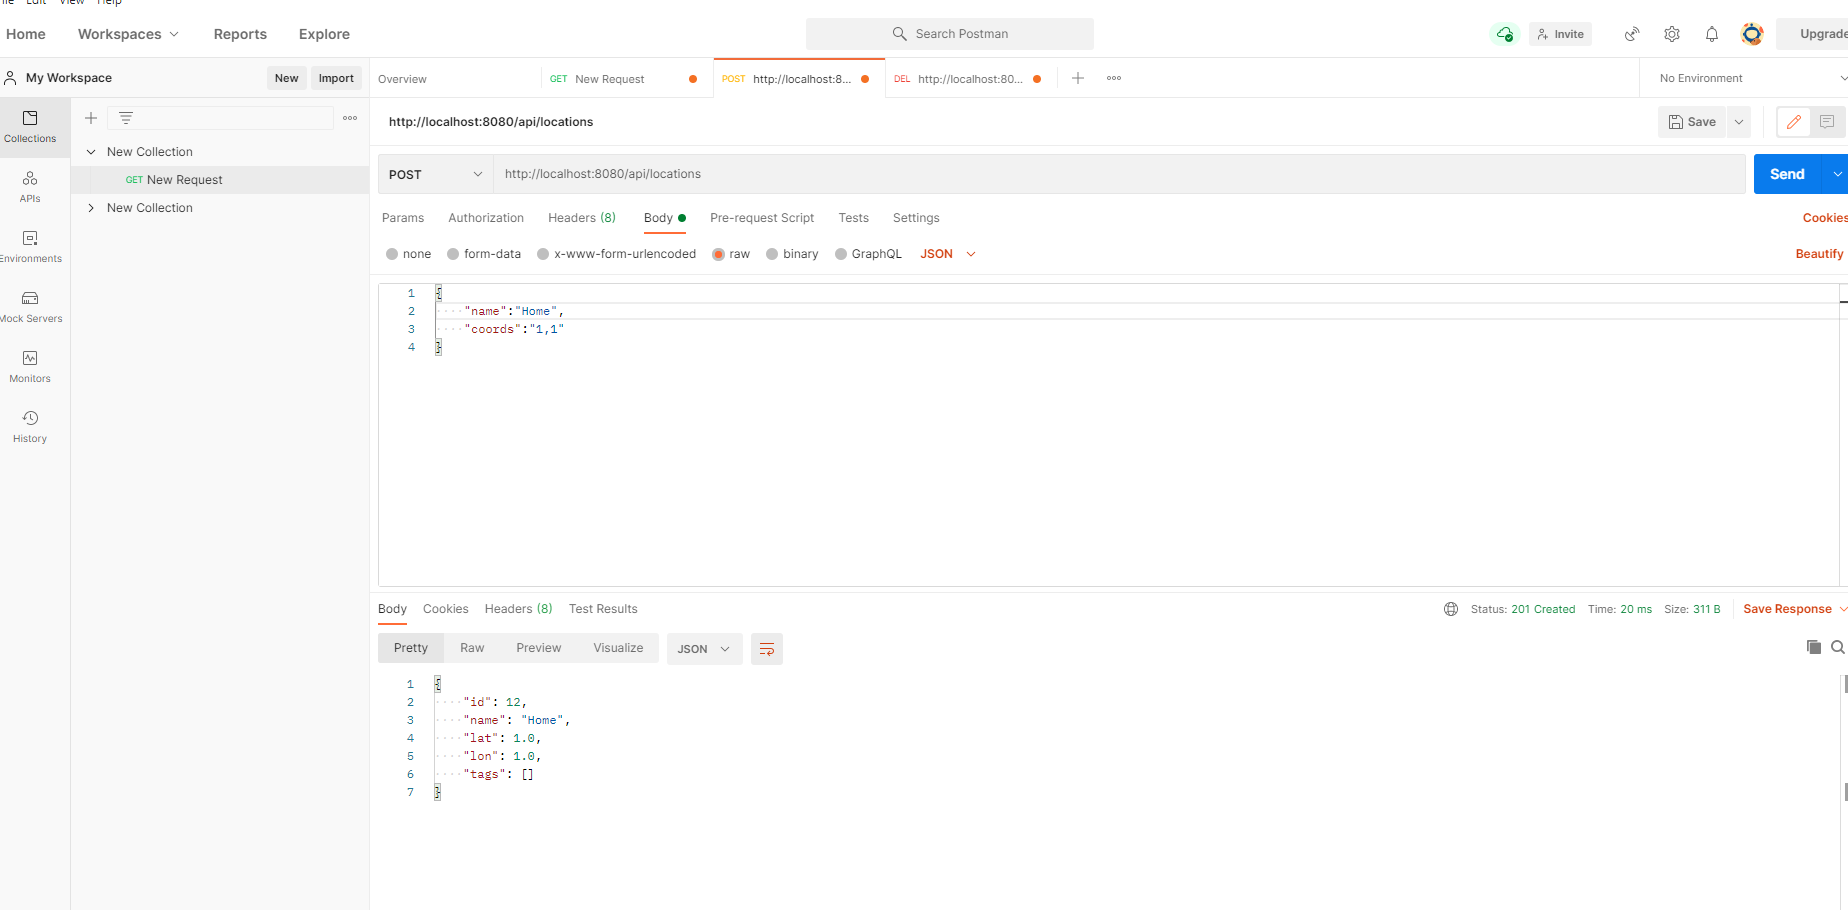 Edit View Help
Home Workspaces Reports Explore Search Postman Invite Upgrade
My Workspace New Import Overview GET New Request POST http://localhost:8... DEL http://localhost:80... No Environment
http://localhost:8080/api/locations Save
Collections
New Collection
GET New Request
New Collection
APIs
Environments
Mock Servers
Monitors
History
POST http://localhost:8080/api/locations Send
Params Authorization Headers (8) Body Pre-request Script Tests Settings Cookies
none form-data x-www-form-urlencoded raw binary GraphQL JSON Beautify
1 {
2 "name":"Home",
3 "coords":"1,1"
4 }
Body Cookies Headers (8) Test Results Status: 201 Created Time: 20 ms Size: 311 B Save Response
Pretty Raw Preview Visualize JSON
1 {
2 "id": 12,
3 "name": "Home",
4 "lat": 1.0,
5 "lon": 1.0,
6 "tags": []
7 }